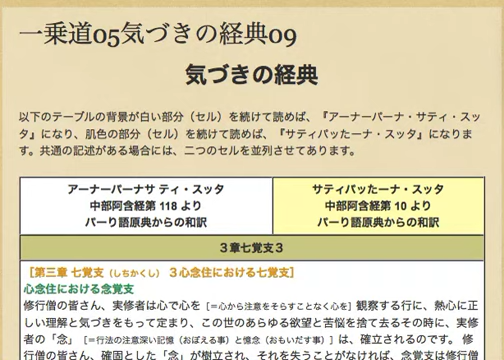 一乗道05気づきの経典09
気づきの経典
以下のテーブルの背景が白い部分（セル）を続けて読めば、『アーナーパーナ・サティ・スッ
タ』になり、肌色の部分（セル）を続けて読めば、『サティパッたーナ・スッタ』になりま
す。共通の記述がある場合には、二つのセルを並列させてあります。
アーナーパーナサ ティ・スッタ
中部阿含経第 118 より
パーり語原典からの和訳
サティパッたーナ・スッタ
中部阿含経第 10 より
パーり語原典からの和訳
３章七覚支３
［第三章 七覚支（しちかくし） ３心念住における七覚支］
心念住における念覚支
修行僧の皆さん、実修者は心で心を［＝心から注意をそらすことなく心を］観察する行に、熱心に正
しい理解と気づきをもって定まり、この世のあらゆる欲望と苦悩を捨て去るその時に、実修
者の「念」［＝行法の注意深い記憶（おぼえる事）と憶念（おもいだす事）］は、確立されるのです。 修
行僧の皆さん、確固とした「念」が樹立され、それを失うことがなければ、念覚支は修行僧